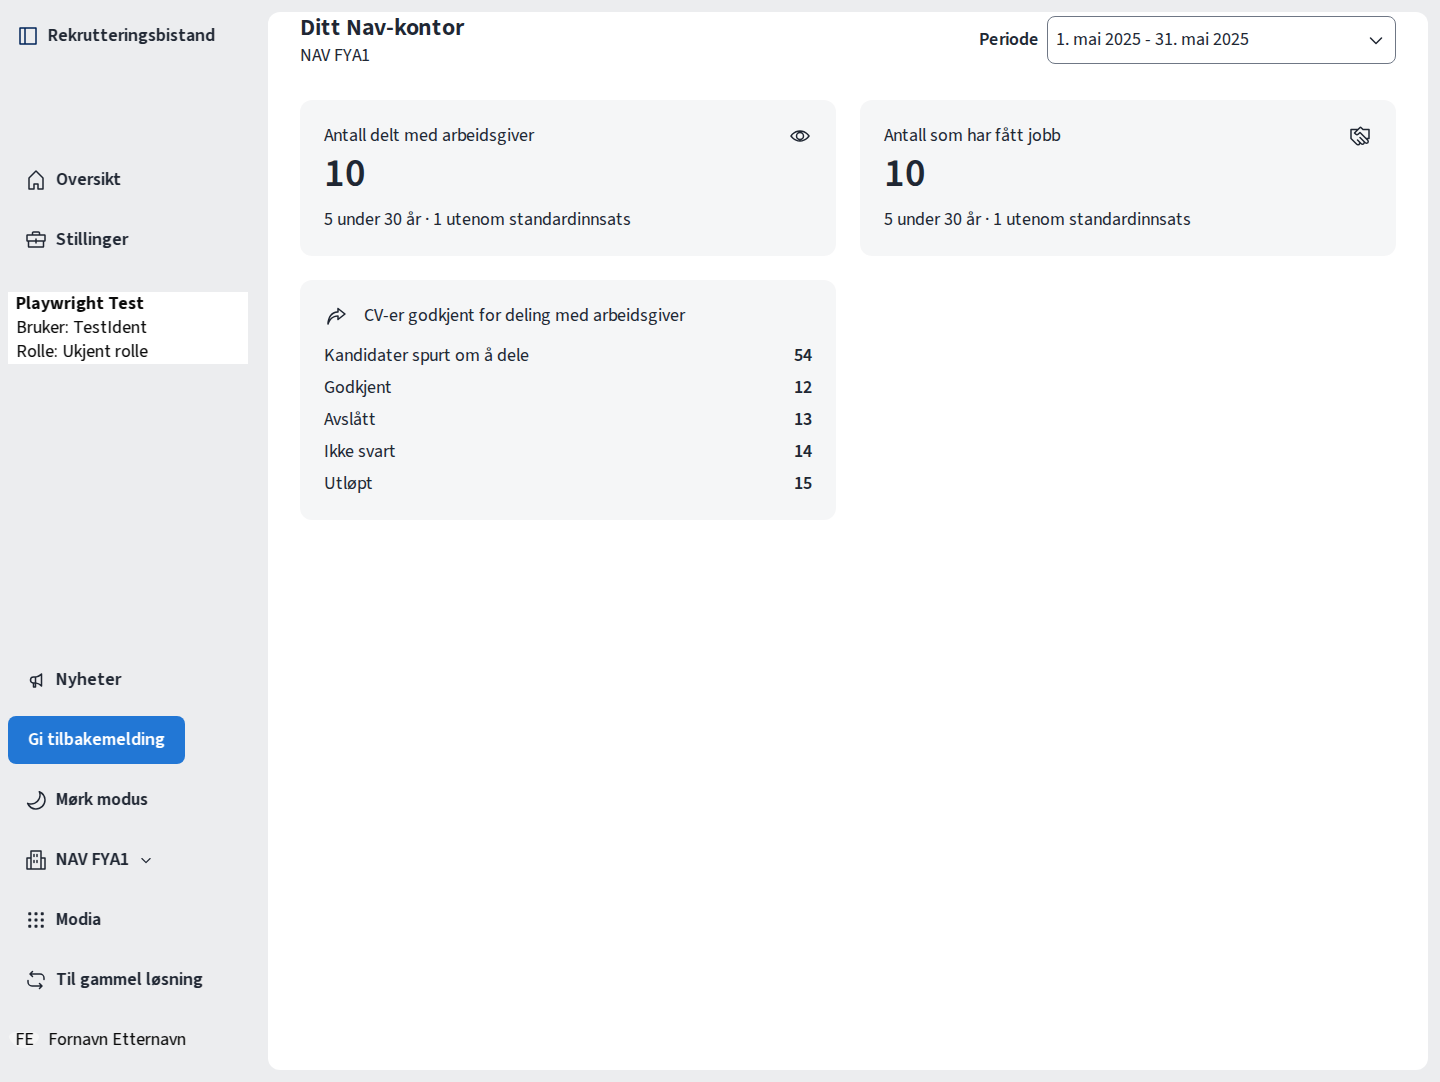 Rekrutteringsbistand
Oversikt
Stillinger
Playwright Test
Bruker: TestIdent
Rolle: Ukjent rolle
Nyheter
Gi tilbakemelding
Mørk modus
NAV FYA1
Modia
Til gammel løsning
FE Fornavn Etternavn
Ditt Nav-kontor
NAV FYA1
Periode 1. mai 2025 - 31. mai 2025
Antall delt med arbeidsgiver
10
5 under 30 år · 1 utenom standardinnsats
Antall som har fått jobb
10
5 under 30 år · 1 utenom standardinnsats
CV-er godkjent for deling med arbeidsgiver
Kandidater spurt om å dele 54
Godkjent 12
Avslått 13
Ikke svart 14
Utløpt 15